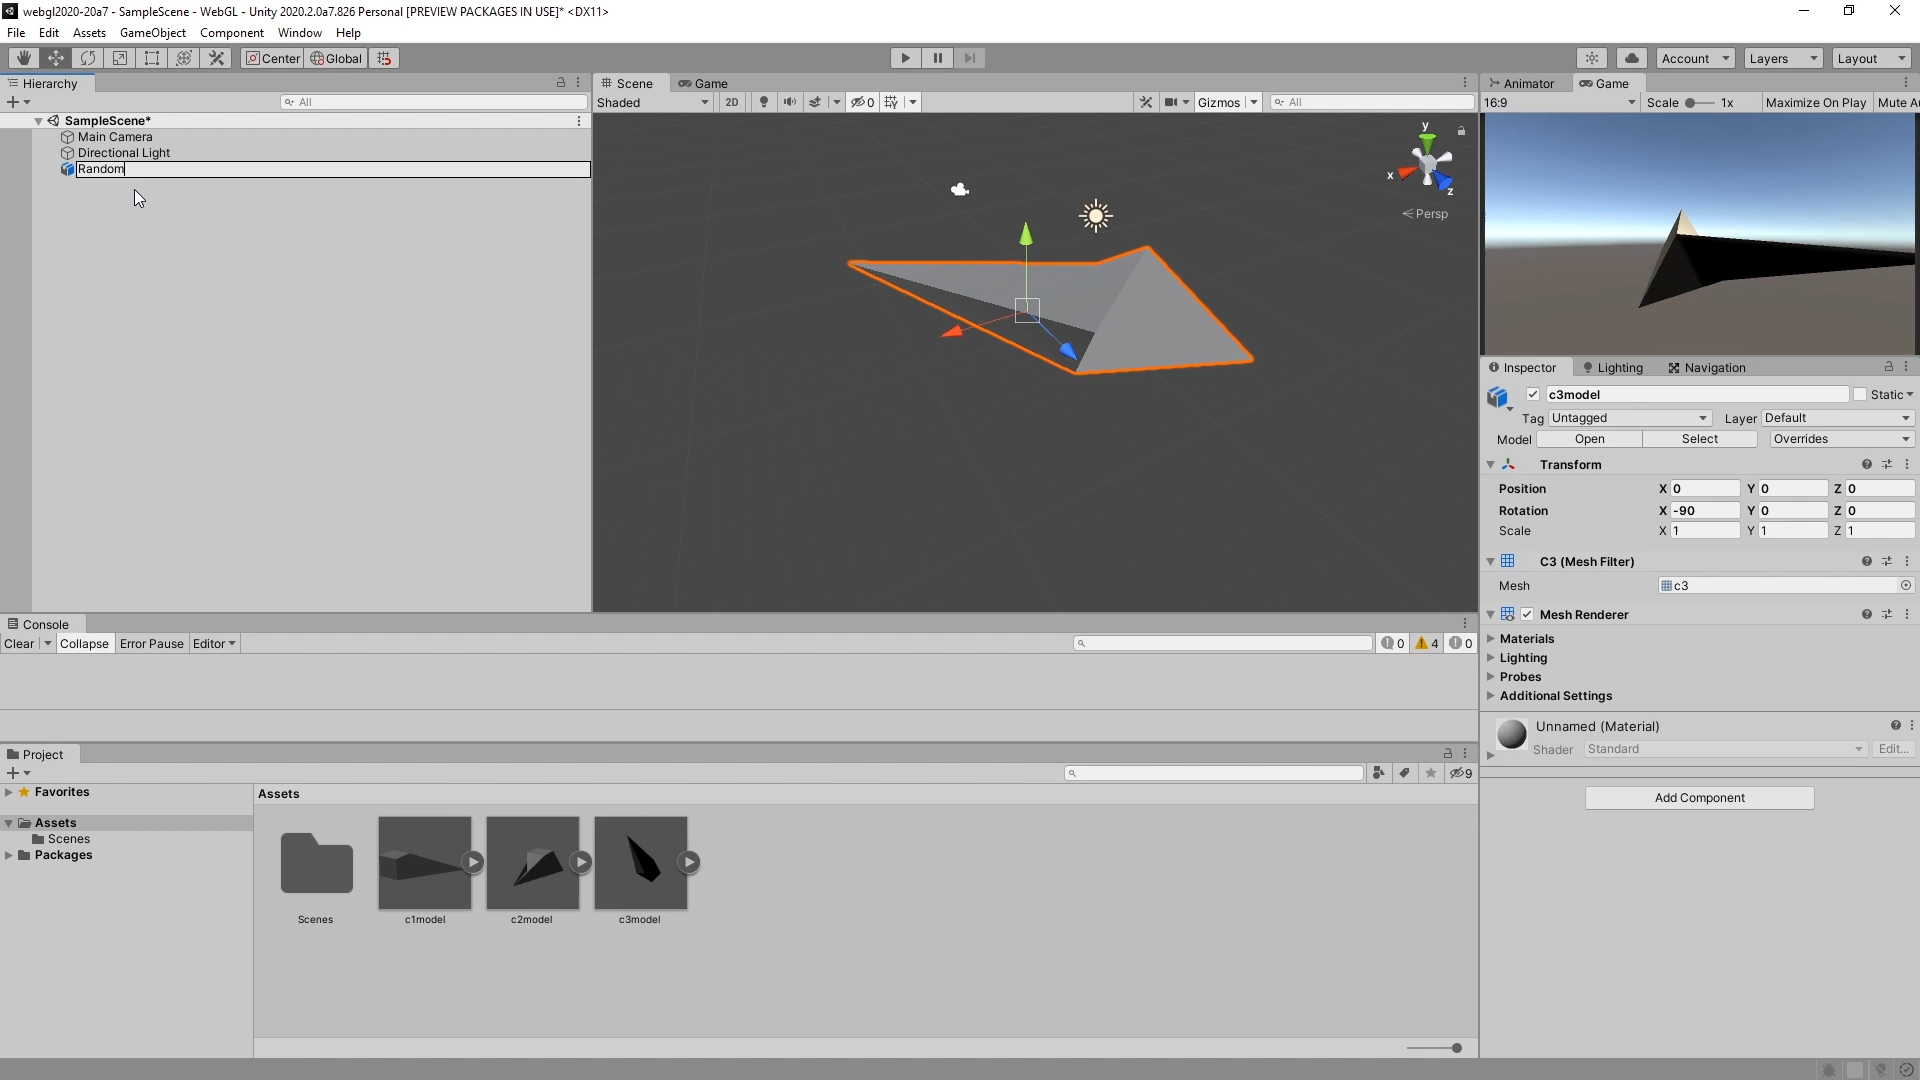 webgl2020-20a7 - SampleScene - WebGL - Unity 2020.2.0a7.826 Personal [PREVIEW PACKAGES IN USE]* <DX11>
File Edit Assets GameObject Component Window Help
Center Global Account Layers Layout
Hierarchy
All
SampleScene*
Main Camera
Directional Light
Random
Scene Game
Shaded 2D 0 Gizmos All
y
x
z
Persp
Animator Game
16:9 Scale 1x Maximize On Play Mute Au
Inspector Lighting Navigation
c3model Static
Tag Untagged Layer Default
Model Open Select Overrides
Transform
Position X 0 Y 0 Z 0
Rotation X -90 Y 0 Z 0
Scale X 1 Y 1 Z 1
C3 (Mesh Filter)
Mesh c3
Mesh Renderer
Materials
Lighting
Probes
Additional Settings
Unnamed (Material)
Shader Standard Edit...
Add Component
Console
Clear Collapse Error Pause Editor 0 4 0
Project
9
Favorites
Assets
Scenes
Packages
Assets
Scenes c1model c2model c3model